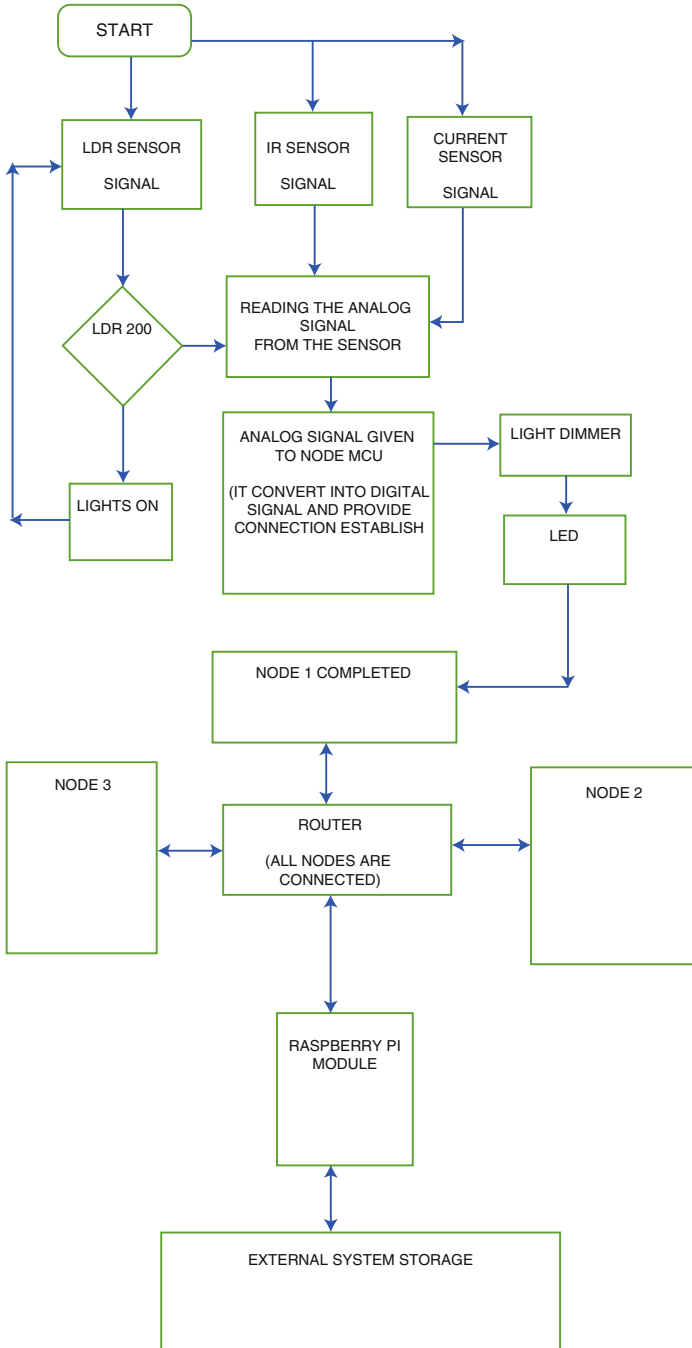 START
LDR SENSOR
SIGNAL
IR SENSOR
SIGNAL
CURRENT
SENSOR
SIGNAL
LDR 200
READING THE ANALOG
SIGNAL
FROM THE SENSOR
ANALOG SIGNAL GIVEN
TO NODE MCU
(IT CONVERT INTO DIGITAL
SIGNAL AND PROVIDE
CONNECTION ESTABLISH
LIGHT DIMMER
LIGHTS ON
LED
NODE 1 COMPLETED
NODE 3
ROUTER
(ALL NODES ARE
CONNECTED)
NODE 2
RASPBERRY PI
MODULE
EXTERNAL SYSTEM STORAGE